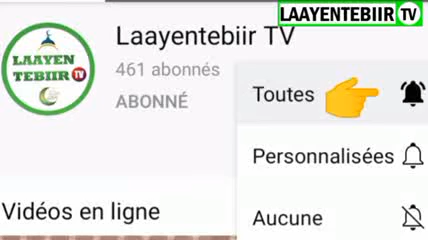 LAAYENTEBIIR TV
LAAYEN
TEBIIR TV
Laayentebiir TV
461 abonnés
ABONNÉ
Toutes
Personnalisées
Aucune
Vidéos en ligne